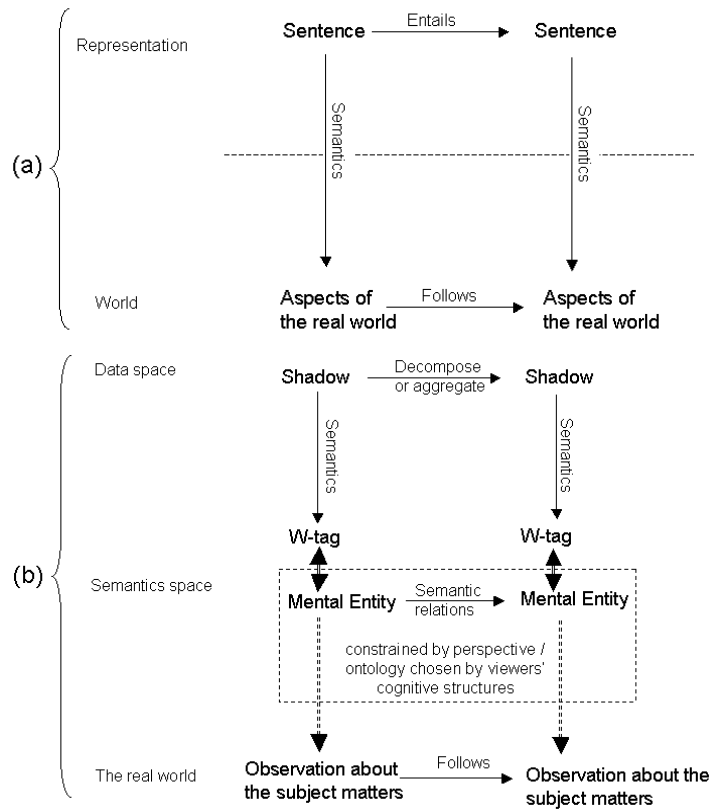 Entails
Sentence Sentence
Representation
Semantics Semantics
(a)
World
Aspects of Follows Aspects of
the real world the real world
Data space
Shadow Decompose Shadow
or aggregate
Semantics Semantics
W-tag W-tag
(b)
Semantics space
Mental Entity Semantic Mental Entity
relations
constrained by perspective /
ontology chosen by viewers'
cognitive structures
The real world
Observation about Follows Observation about the
the subject matters subject matters